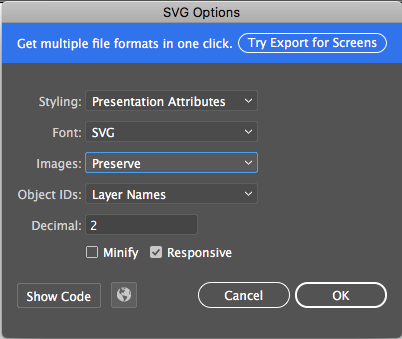 SVG Options
Get multiple file formats in one click. Try Export for Screens
Styling: Presentation Attributes
Font: SVG
Images: Preserve
Object IDs: Layer Names
Decimal: 2
Minify Responsive
Show Code Cancel OK